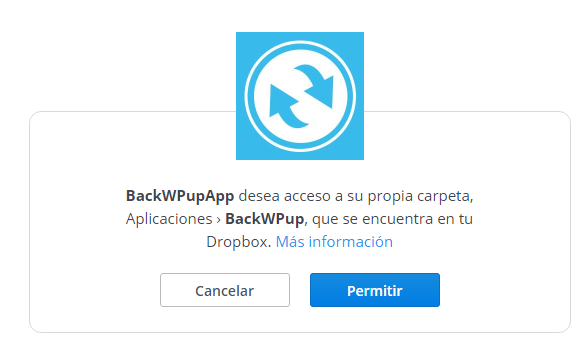 BackWPupApp desea acceso a su propia carpeta,
Aplicaciones › BackWPup, que se encuentra en tu
Dropbox. Más información
Cancelar
Permitir